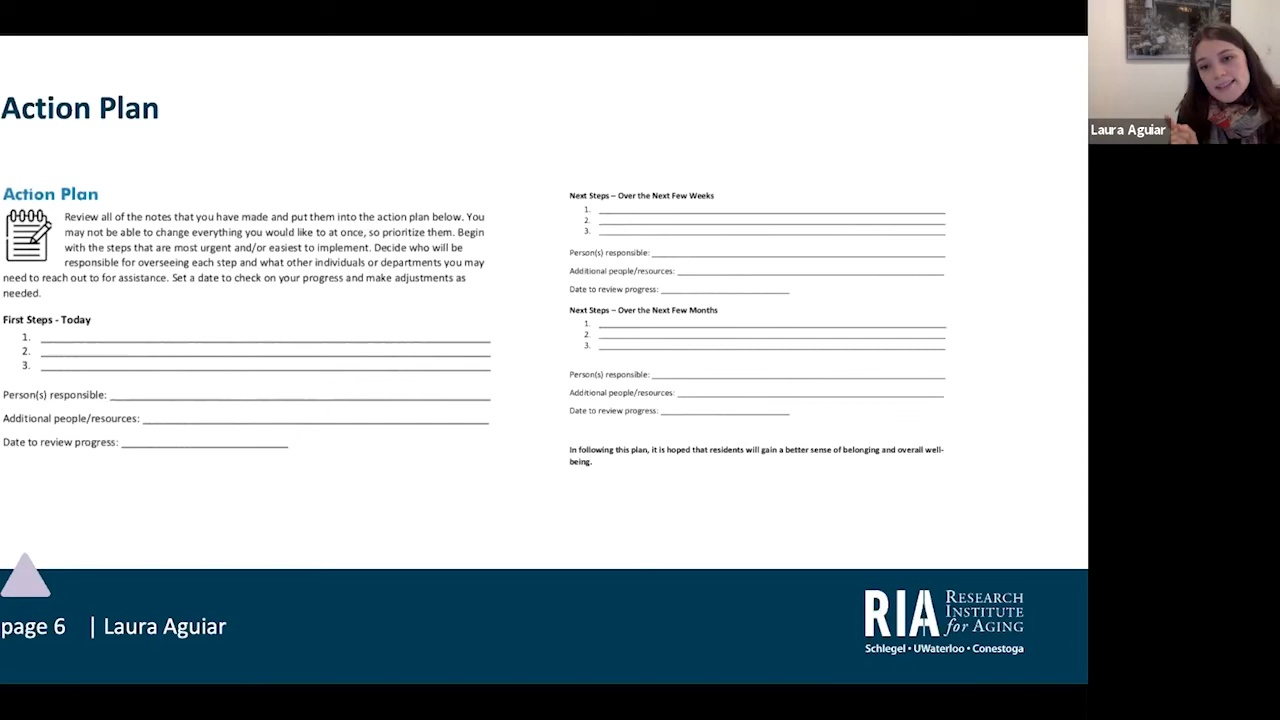 Action Plan
Action Plan
Review all of the notes that you have made and put them into the action plan below. You
may not be able to change everything you would like to at once, so prioritize them. Begin
with the steps that are most urgent and/or easiest to implement. Decide who will be
responsible for overseeing each step and what other individuals or departments you may
need to reach out to for assistance. Set a date to check on your progress and make adjustments as
needed.
First Steps - Today
1.
2.
3.
Person(s) responsible:
Additional people/resources:
Date to review progress:
Next Steps – Over the Next Few Weeks
1.
2.
3.
Person(s) responsible:
Additional people/resources:
Date to review progress:
Next Steps – Over the Next Few Months
1.
2.
3.
Person(s) responsible:
Additional people/resources:
Date to review progress:
In following this plan, it is hoped that residents will gain a better sense of belonging and overall well-
being.
page 6 | Laura Aguiar
RIA RESEARCH
INSTITUTE
for AGING
Schlegel • UWaterloo • Conestoga
Laura Aguiar